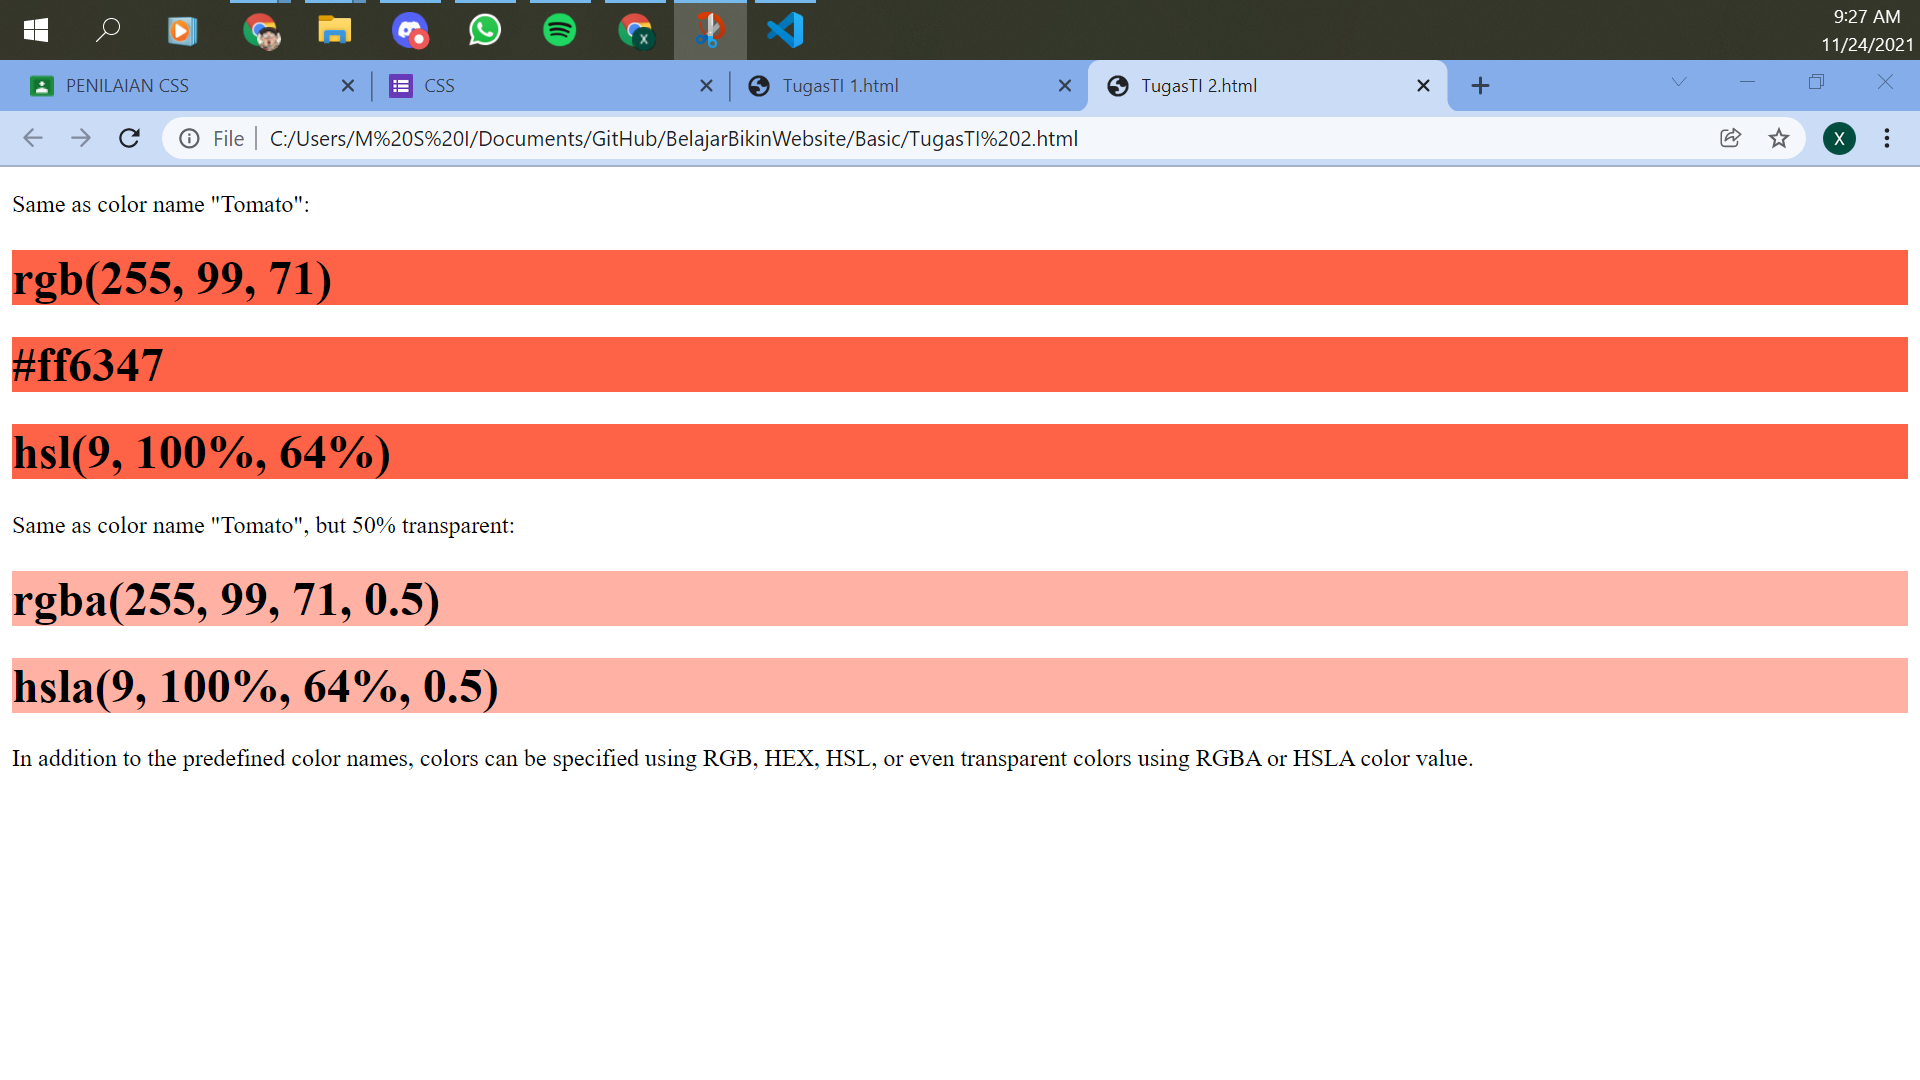 9:27 AM
11/24/2021
PENILAIAN CSS
CSS
TugasTI 1.html
TugasTI 2.html
File
C:/Users/M%20S%20I/Documents/GitHub/BelajarBikinWebsite/Basic/TugasTI%202.html
X
Same as color name "Tomato":
rgb(255, 99, 71)
#ff6347
hsl(9, 100%, 64%)
Same as color name "Tomato", but 50% transparent:
rgba(255, 99, 71, 0.5)
hsla(9, 100%, 64%, 0.5)
In addition to the predefined color names, colors can be specified using RGB, HEX, HSL, or even transparent colors using RGBA or HSLA color value.